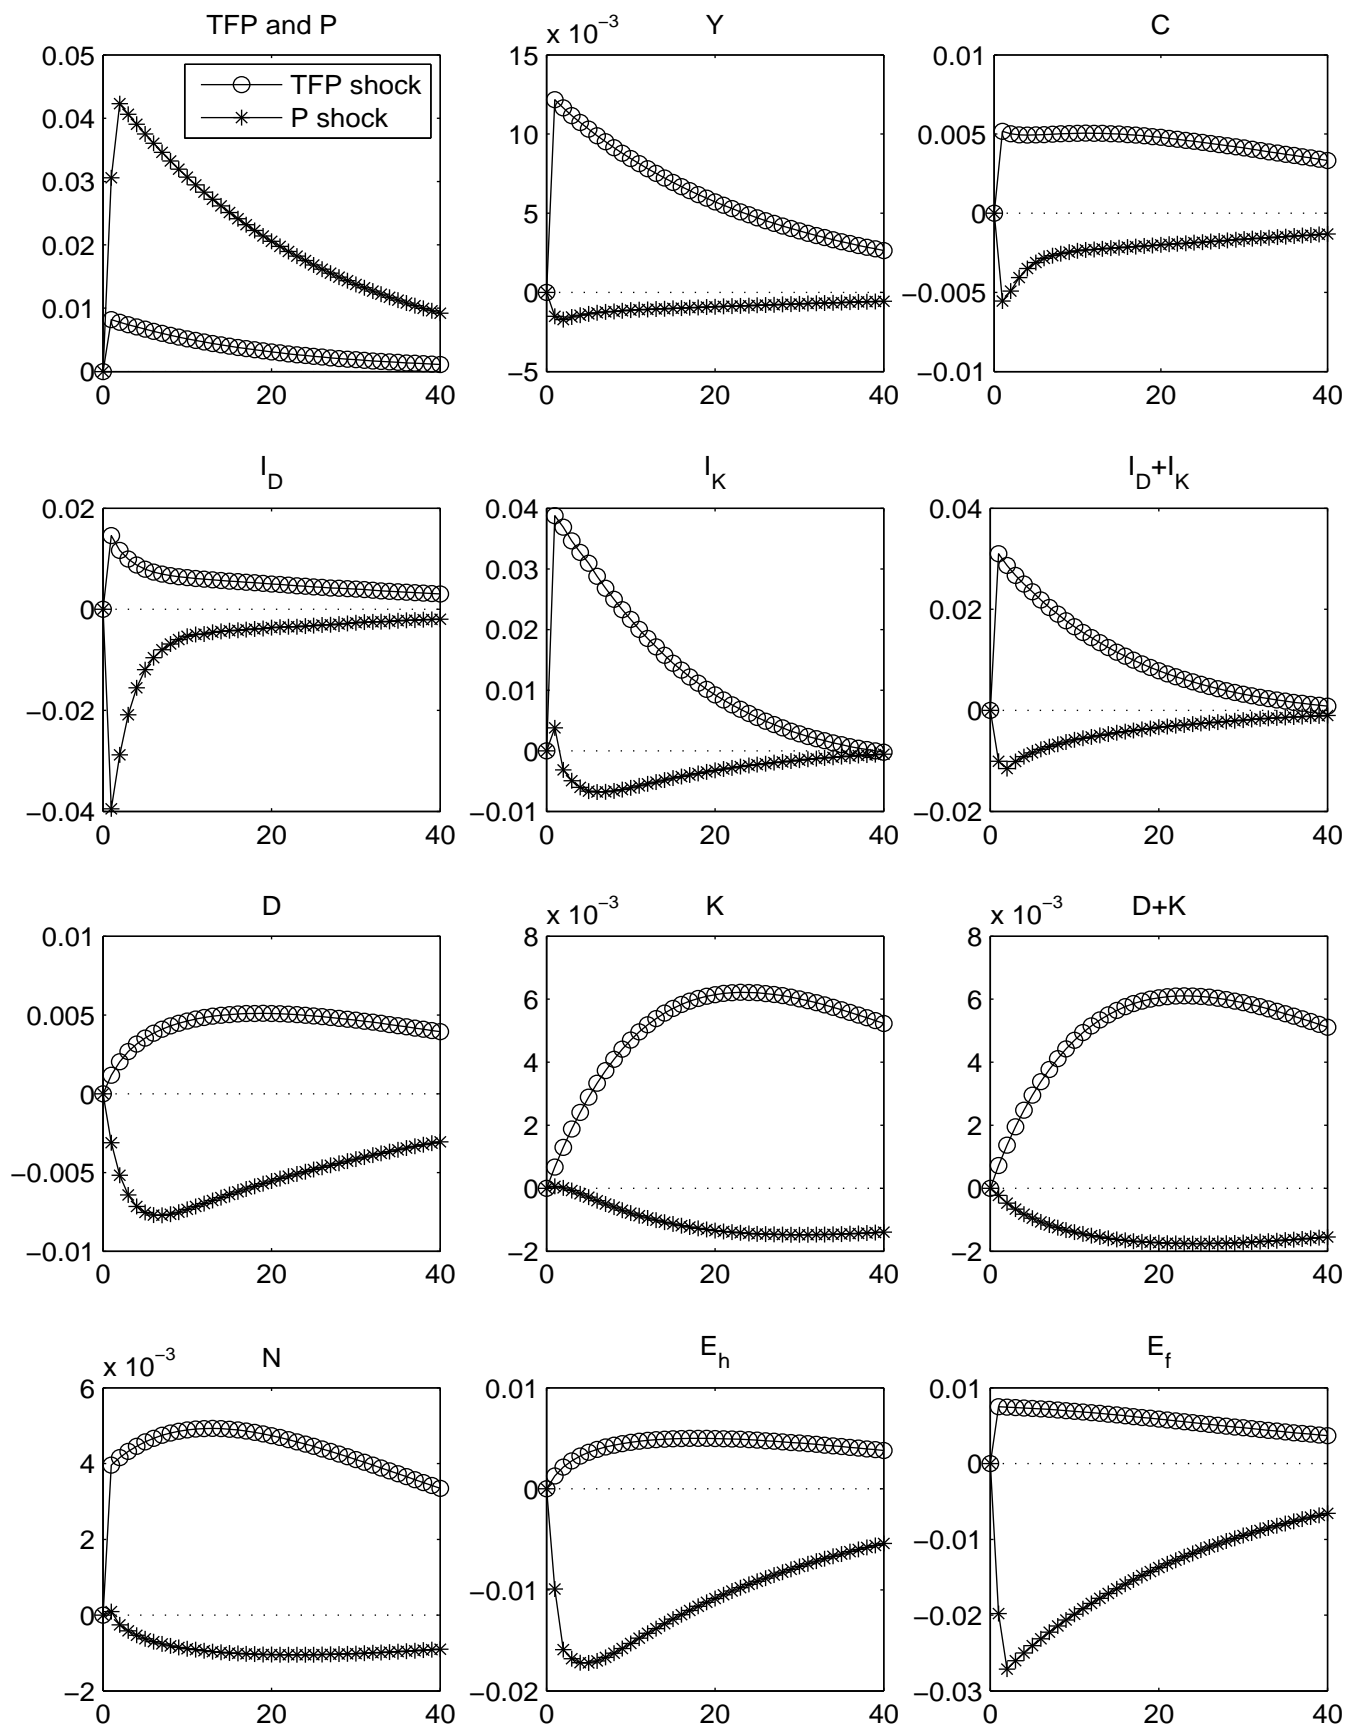 TFP and P
0.05
0.04
0.03
0.02
0.01
0
0 20 40
TFP shock
P shock
x 10⁻³
Y
15
10
5
0
−5
0 20 40
C
0.01
0.005
0
−0.005
−0.01
0 20 40
I_D
0.02
0
−0.02
−0.04
0 20 40
I_K
0.04
0.03
0.02
0.01
0
−0.01
0 20 40
I_D+I_K
0.04
0.02
0
−0.02
0 20 40
D
0.01
0.005
0
−0.005
−0.01
0 20 40
x 10⁻³
K
8
6
4
2
0
−2
0 20 40
x 10⁻³
D+K
8
6
4
2
0
−2
0 20 40
x 10⁻³
N
6
4
2
0
−2
0 20 40
E_h
0.01
0
−0.01
−0.02
0 20 40
E_f
0.01
0
−0.01
−0.02
−0.03
0 20 40